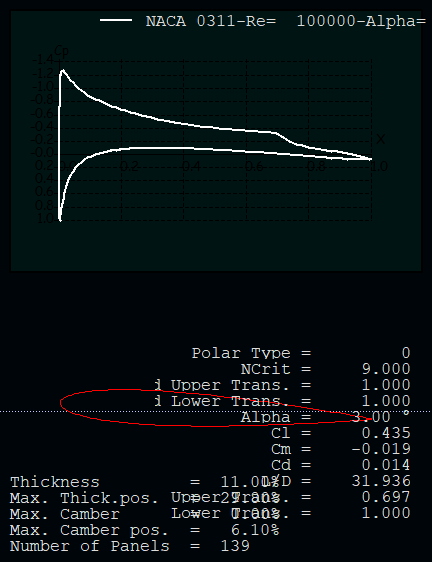 NACA 0311-Re= 100000-Alpha=
Cp
-1.4
-1.2
-1.0
-0.8
-0.6
-0.4
-0.2
-0.0
0.2
0.4
0.6
0.8
1.0
X
0.2
0.4
0.6
0.8
1.0
Polar Type = 0
NCrit = 9.000
Upper Trans. = 1.000
Lower Trans. = 1.000
Alpha = 3.00 °
Cl = 0.435
Cm = -0.019
Cd = 0.014
L/D = 31.936
Upper Trans. = 0.697
Lower Trans. = 1.000
Thickness = 11.00%
Max. Thick.pos. = 29.00%
Max. Camber = 0.00%
Max. Camber pos. = 6.10%
Number of Panels = 139